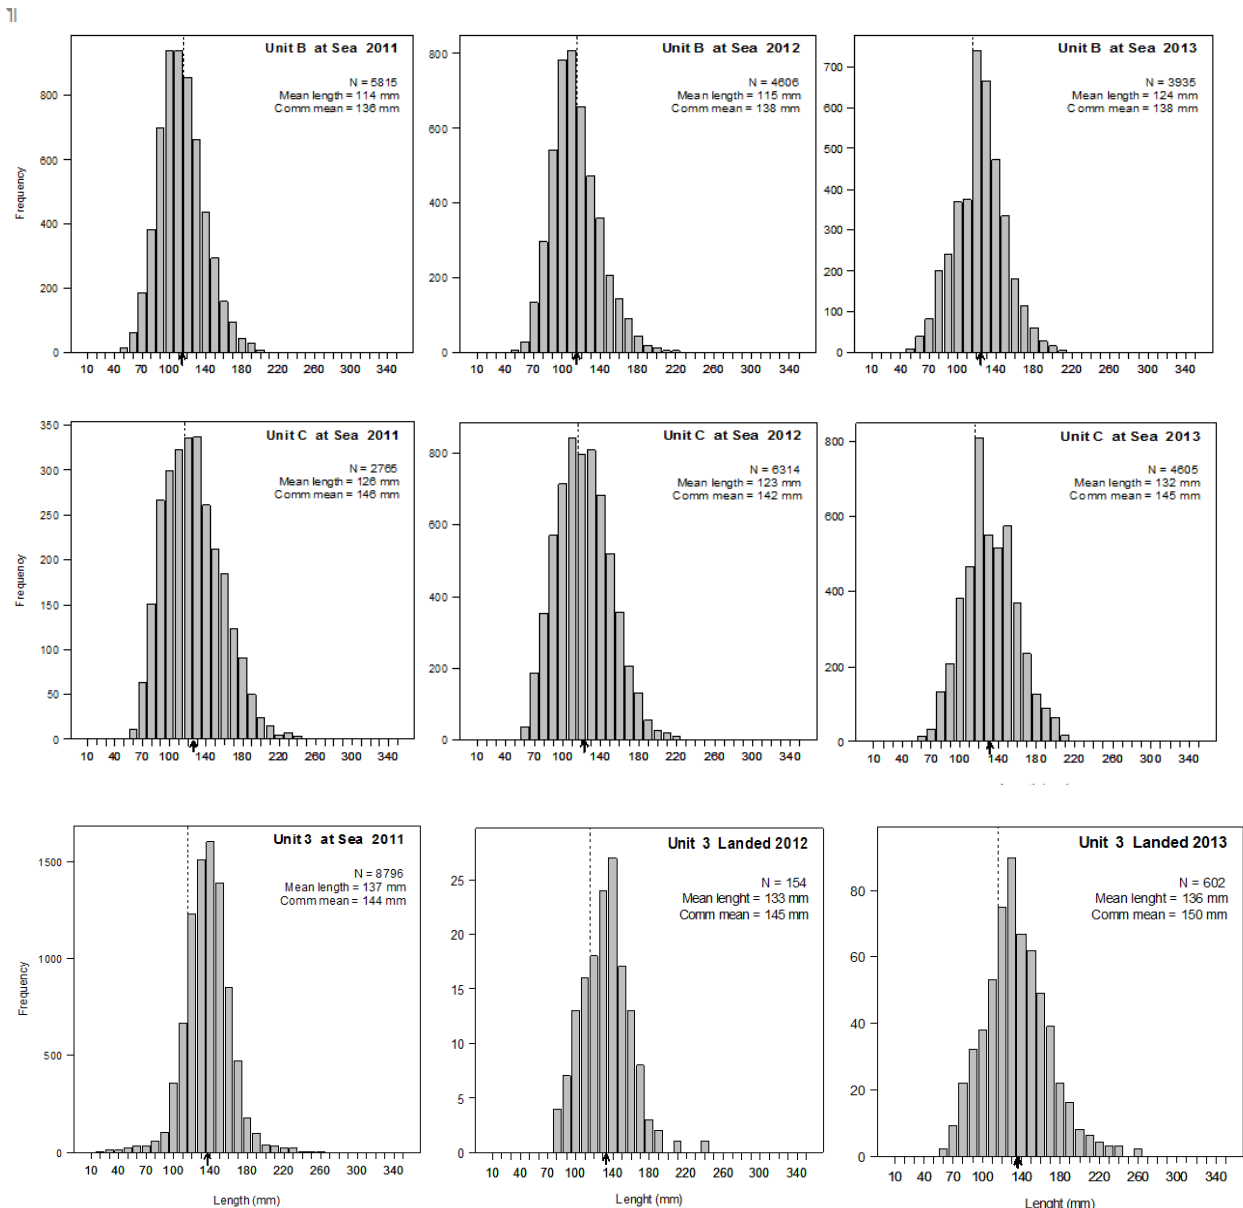 ¶
Unit B at Sea 2011
N = 5815
Mean length = 114 mm
Comm mean = 136 mm
Frequency
800
600
400
200
0
10 40 70 100 140 180 220 260 300 340
Unit B at Sea 2012
N = 4606
Mean length = 115 mm
Comm mean = 138 mm
800
600
400
200
0
10 40 70 100 140 180 220 260 300 340
Unit B at Sea 2013
N = 3935
Mean length = 124 mm
Comm mean = 138 mm
700
600
500
400
300
200
100
0
10 40 70 100 140 180 220 260 300 340
Unit C at Sea 2011
N = 2765
Mean length = 126 mm
Comm mean = 146 mm
Frequency
350
300
250
200
150
100
50
0
10 40 70 100 140 180 220 260 300 340
Unit C at Sea 2012
N = 6314
Mean length = 123 mm
Comm mean = 142 mm
800
600
400
200
0
10 40 70 100 140 180 220 260 300 340
Unit C at Sea 2013
N = 4605
Mean length = 132 mm
Comm mean = 145 mm
800
600
400
200
0
10 40 70 100 140 180 220 260 300 340
Unit 3 at Sea 2011
N = 8796
Mean length = 137 mm
Comm mean = 144 mm
Frequency
1500
1000
500
0
10 40 70 100 140 180 220 260 300 340
Length (mm)
Unit 3 Landed 2012
N = 154
Mean lenght = 133 mm
Comm mean = 145 mm
25
20
15
10
5
0
10 40 70 100 140 180 220 260 300 340
Lenght (mm)
Unit 3 Landed 2013
N = 602
Mean lenght = 136 mm
Comm mean = 150 mm
80
60
40
20
0
10 40 70 100 140 180 220 260 300 340
Lenght (mm)